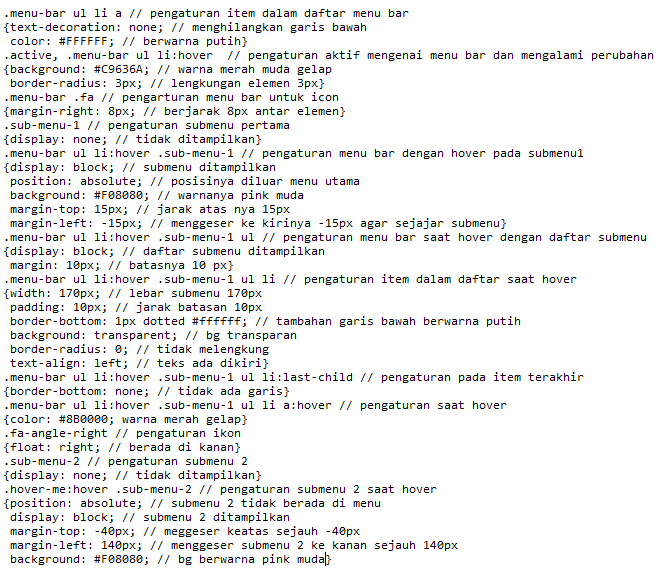 .menu-bar ul li a // pengaturan item dalam daftar menu bar
{text-decoration: none; // menghilangkan garis bawah
 color: #FFFFFF; // berwarna putih}
.active, .menu-bar ul li:hover  // pengaturan aktif mengenai menu bar dan mengalami perubahan
{background: #C9636A; // warna merah muda gelap
 border-radius: 3px; // lengkungan elemen 3px}
.menu-bar .fa // pengarturan menu bar untuk icon
{margin-right: 8px; // berjarak 8px antar elemen}
.sub-menu-1 // pengaturan submenu pertama
{display: none; // tidak ditampilkan}
.menu-bar ul li:hover .sub-menu-1 // pengaturan menu bar dengan hover pada submenu1
{display: block; // submenu ditampilkan
 position: absolute; // posisinya diluar menu utama
 background: #F08080; // warnanya pink muda
 margin-top: 15px; // jarak atas nya 15px
 margin-left: -15px; // menggeser ke kirinya -15px agar sejajar submenu}
.menu-bar ul li:hover .sub-menu-1 ul // pengaturan menu bar saat hover dengan daftar submenu
{display: block; // daftar submenu ditampilkan
 margin: 10px; // batasnya 10 px}
.menu-bar ul li:hover .sub-menu-1 ul li // pengaturan item dalam daftar saat hover
{width: 170px; // lebar submenu 170px
 padding: 10px; // jarak batasan 10px
 border-bottom: 1px dotted #ffffff; // tambahan garis bawah berwarna putih
 background: transparent; // bg transparan
 border-radius: 0; // tidak melengkung
 text-align: left; // teks ada dikiri}
.menu-bar ul li:hover .sub-menu-1 ul li:last-child // pengaturan pada item terakhir
{border-bottom: none; // tidak ada garis}
.menu-bar ul li:hover .sub-menu-1 ul li a:hover // pengaturan saat hover
{color: #8B0000; warna merah gelap}
.fa-angle-right // pengaturan ikon
{float: right; // berada di kanan}
.sub-menu-2 // pengaturan submenu 2
{display: none; // tidak ditampilkan}
.hover-me:hover .sub-menu-2 // pengaturan submenu 2 saat hover
{position: absolute; // submenu 2 tidak berada di menu
 display: block; // submenu 2 ditampilkan
 margin-top: -40px; // meggeser keatas sejauh -40px
 margin-left: 140px; // menggeser submenu 2 ke kanan sejauh 140px
 background: #F08080; // bg berwarna pink muda}